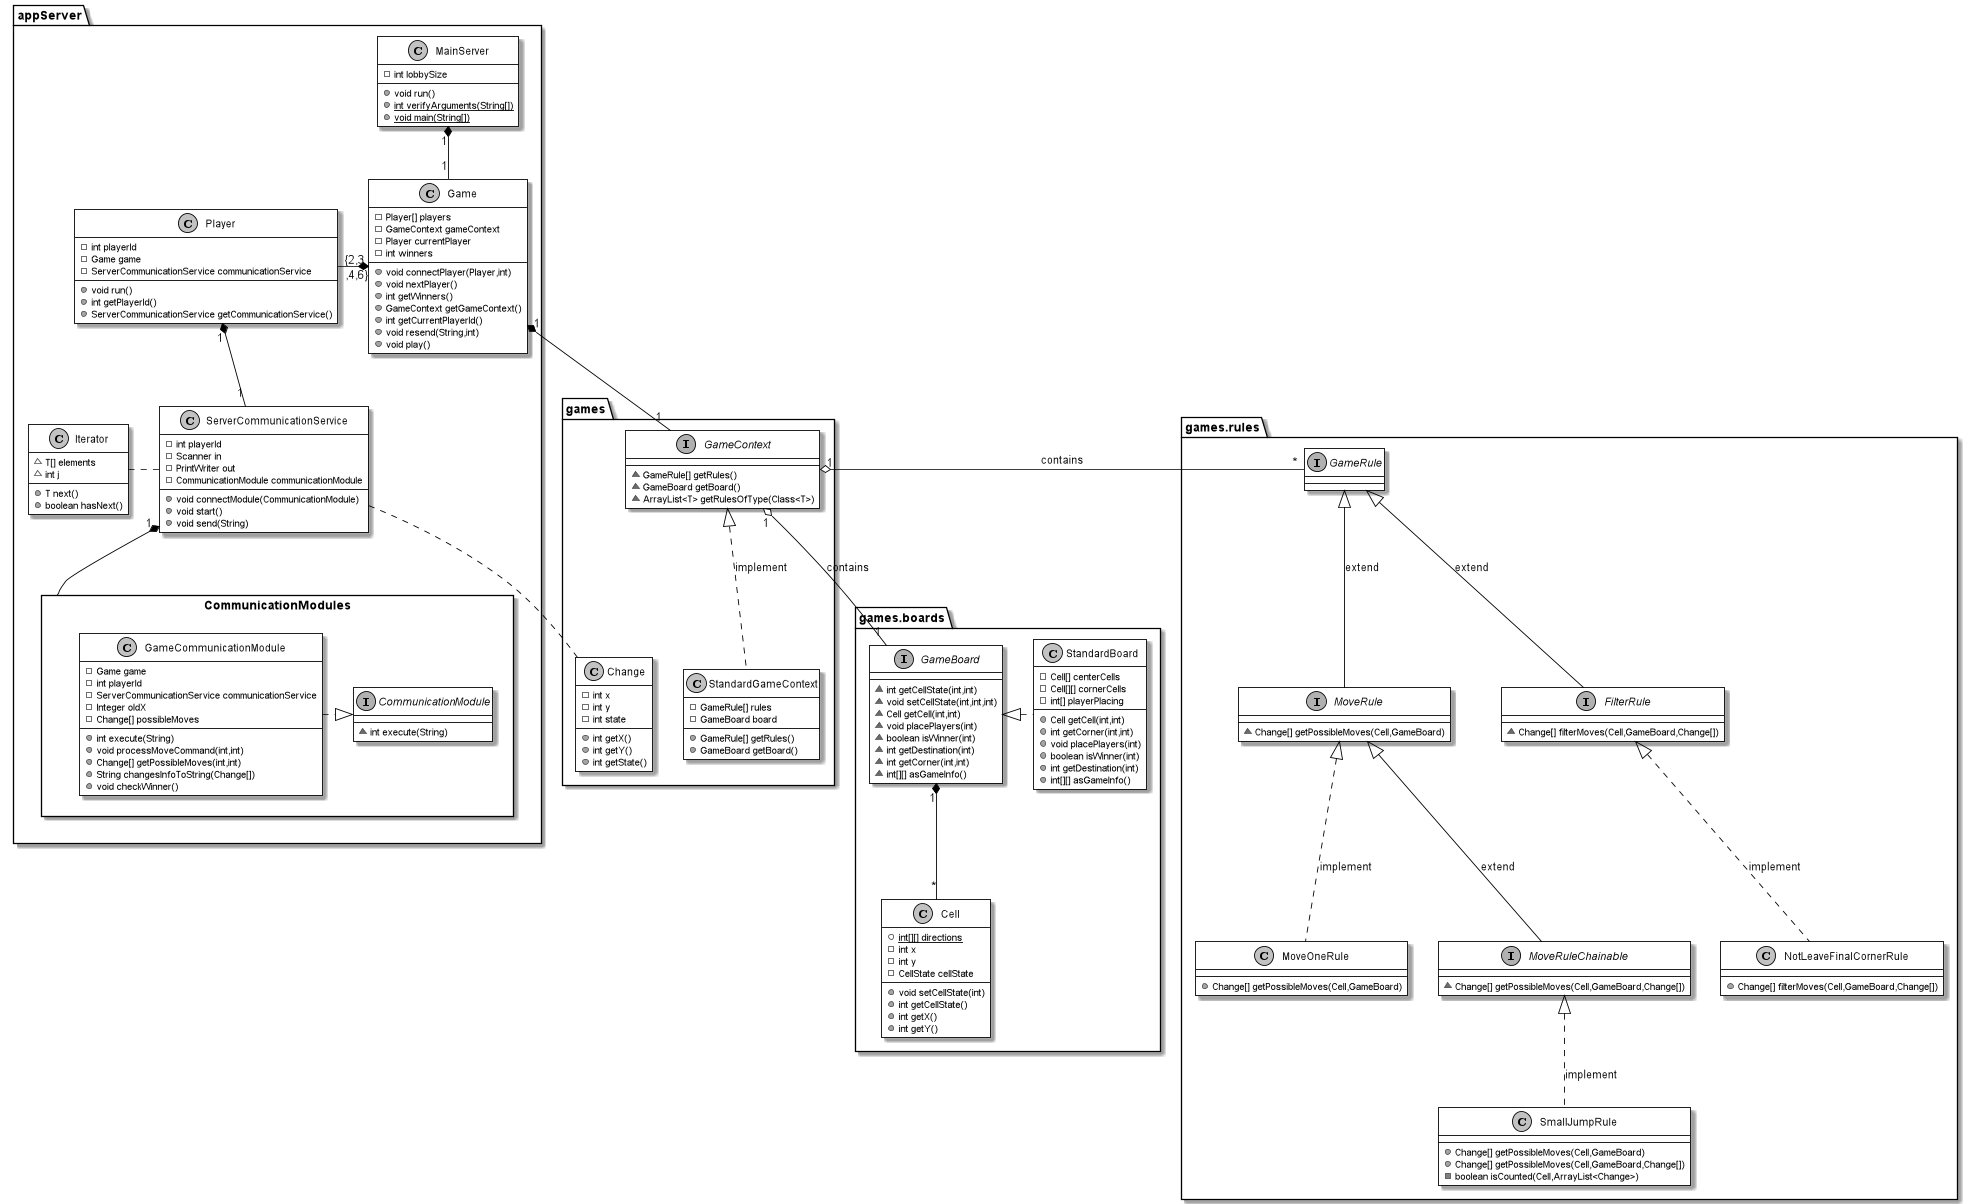 appServer
C MainServer
int lobbySize
void run()
int verifyArguments(String[])
void main(String[])
1
1
C Game
Player[] players
GameContext gameContext
Player currentPlayer
int winners
void connectPlayer(Player,int)
void nextPlayer()
int getWinners()
GameContext getGameContext()
int getCurrentPlayerId()
void resend(String,int)
void play()
C Player
int playerId
Game game
ServerCommunicationService communicationService
void run()
int getPlayerId()
ServerCommunicationService getCommunicationService()
{2,3
,4,6}
1
1
1
1
C Iterator
T[] elements
int j
T next()
boolean hasNext()
C ServerCommunicationService
int playerId
Scanner in
PrintWriter out
CommunicationModule communicationModule
void connectModule(CommunicationModule)
void start()
void send(String)
1
CommunicationModules
C GameCommunicationModule
Game game
int playerId
ServerCommunicationService communicationService
Integer oldX
Change[] possibleMoves
int execute(String)
void processMoveCommand(int,int)
Change[] getPossibleMoves(int,int)
String changesInfoToString(Change[])
void checkWinner()
I CommunicationModule
int execute(String)
games
I GameContext
GameRule[] getRules()
GameBoard getBoard()
ArrayList<T> getRulesOfType(Class<T>)
1
contains
*
1
implement
contains
1
C Change
int x
int y
int state
int getX()
int getY()
int getState()
C StandardGameContext
GameRule[] rules
GameBoard board
GameRule[] getRules()
GameBoard getBoard()
games.boards
I GameBoard
int getCellState(int,int)
void setCellState(int,int,int)
Cell getCell(int,int)
void placePlayers(int)
boolean isWinner(int)
int getDestination(int)
int getCorner(int,int)
int[][] asGameInfo()
C StandardBoard
Cell[] centerCells
Cell[][] cornerCells
int[] playerPlacing
Cell getCell(int,int)
int getCorner(int,int)
void placePlayers(int)
boolean isWinner(int)
int getDestination(int)
int[][] asGameInfo()
1
*
C Cell
int[][] directions
int x
int y
CellState cellState
void setCellState(int)
int getCellState()
int getX()
int getY()
games.rules
I GameRule
extend
extend
I MoveRule
Change[] getPossibleMoves(Cell,GameBoard)
I FilterRule
Change[] filterMoves(Cell,GameBoard,Change[])
implement
extend
implement
C MoveOneRule
Change[] getPossibleMoves(Cell,GameBoard)
I MoveRuleChainable
Change[] getPossibleMoves(Cell,GameBoard,Change[])
C NotLeaveFinalCornerRule
Change[] filterMoves(Cell,GameBoard,Change[])
implement
C SmallJumpRule
Change[] getPossibleMoves(Cell,GameBoard)
Change[] getPossibleMoves(Cell,GameBoard,Change[])
boolean isCounted(Cell,ArrayList<Change>)